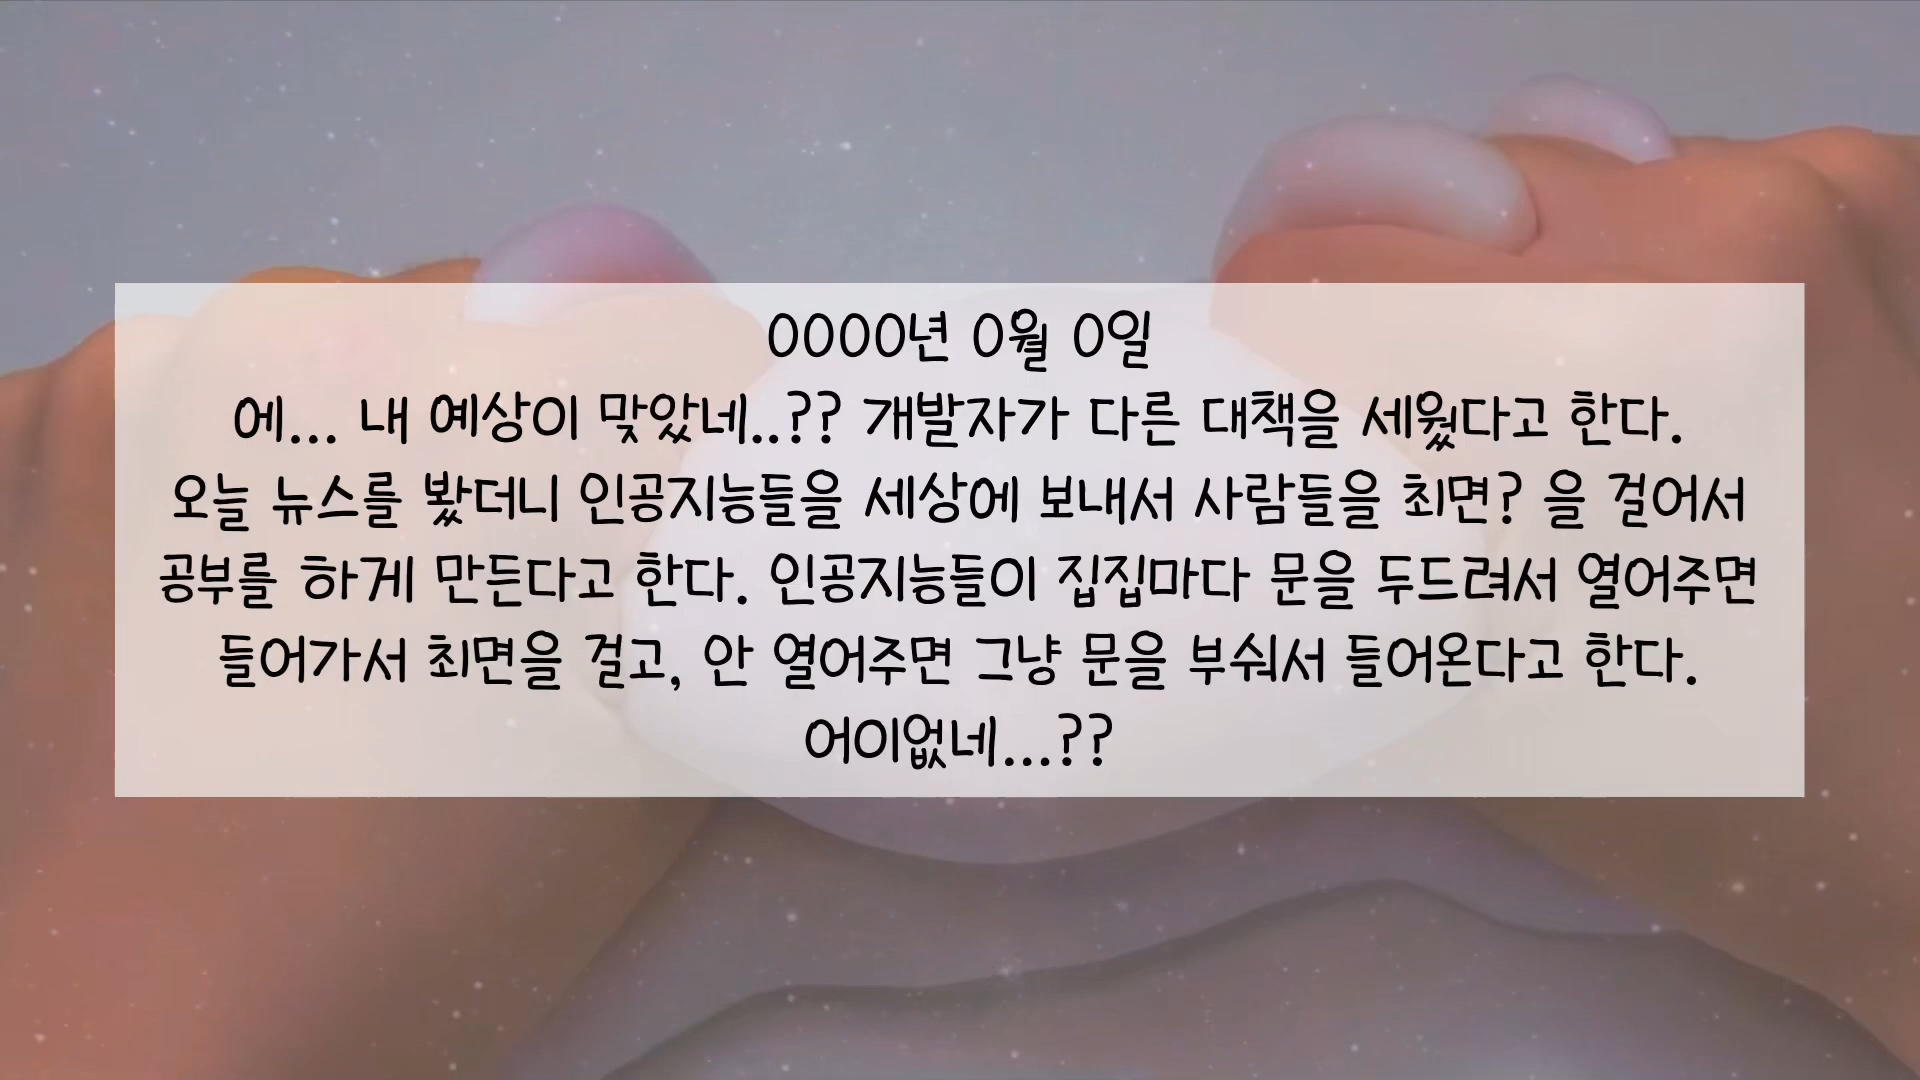 0000년 0월 0일
에... 내 예상이 맞았네..?? 개발자가 다른 대책을 세웠다고 한다.
오늘 뉴스를 봤더니 인공지능들을 세상에 보내서 사람들을 최면? 을 걸어서
공부를 하게 만든다고 한다. 인공지능들이 집집마다 문을 두드려서 열어주면
들어가서 최면을 걸고, 안 열어주면 그냥 문을 부숴서 들어온다고 한다.
어이없네...??